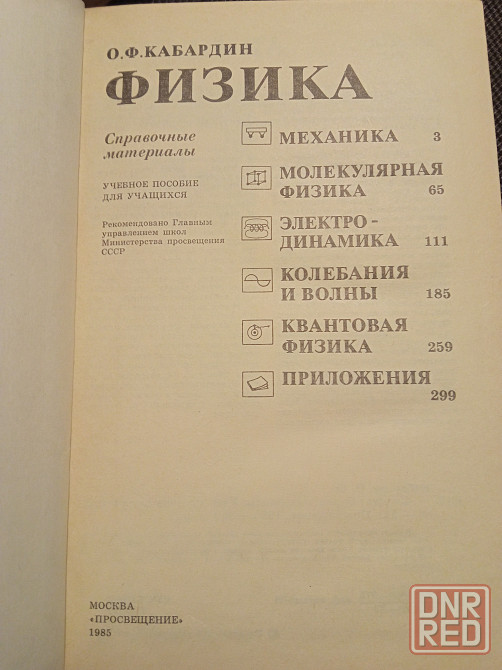 О.Ф.КАБАРДИН
ФИЗИКА
Справочные
материалы
УЧЕБНОЕ ПОСОБИЕ
ДЛЯ УЧАЩИХСЯ
Рекомендовано Главным
управлением школ
Министерства просвещения
СССР
МЕХАНИКА 3
МОЛЕКУЛЯРНАЯ
ФИЗИКА 65
ЭЛЕКТРО-
ДИНАМИКА 111
КОЛЕБАНИЯ
И ВОЛНЫ 185
КВАНТОВАЯ
ФИЗИКА 259
ПРИЛОЖЕНИЯ
299
МОСКВА
«ПРОСВЕЩЕНИЕ»
1985
DNR
RED